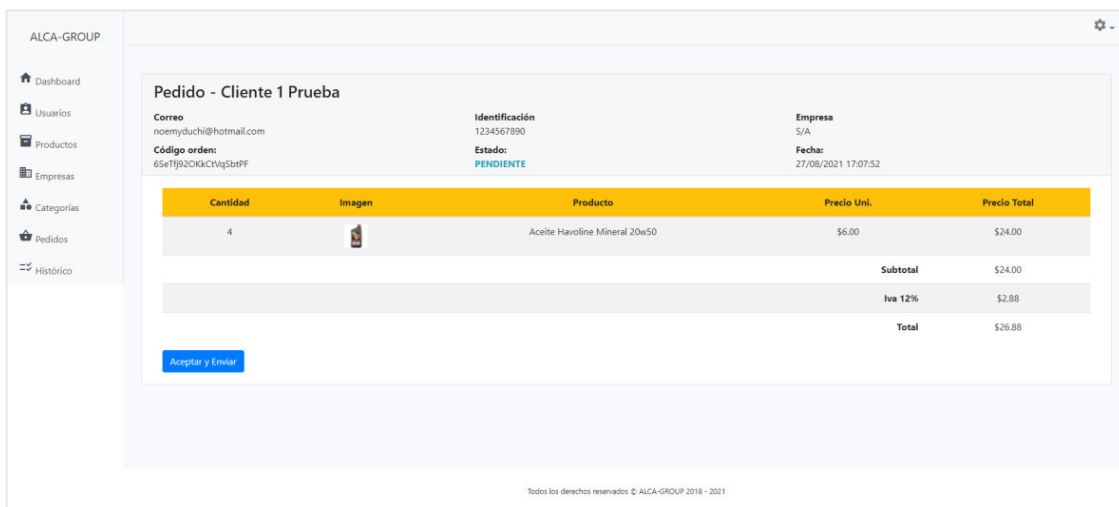 ALCA-GROUP
Dashboard
Usuarios
Productos
Empresas
Categorías
Pedidos
Histórico
Pedido - Cliente 1 Prueba
Correo Identificación Empresa
noemyduchi@hotmail.com 1234567890 S/A
Código orden: Estado: Fecha:
6SeTfj92OKkCtVqSbtPF PENDIENTE 27/08/2021 17:07:52
Cantidad Imagen Producto Precio Uni. Precio Total
4 Aceite Havoline Mineral 20w50 $6.00 $24.00
Subtotal $24.00
Iva 12% $2.88
Total $26.88
Aceptar y Enviar
Todos los derechos reservados © ALCA-GROUP 2018 - 2021